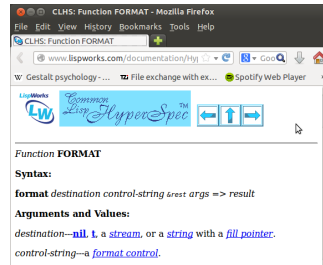 CLHS: Function FORMAT - Mozilla Firefox
File Edit View History Bookmarks Tools Help
CLHS: Function FORMAT
www.lispworks.com/documentation/Hyp
Goo
Gestalt psychology - ... File exchange with ex... Spotify Web Player
LispWorks
LW
Common
Lisp HyperSpec TM
Function FORMAT
Syntax:
format destination control-string &rest args => result
Arguments and Values:
destination---nil, t, a stream, or a string with a fill pointer.
control-string---a format control.